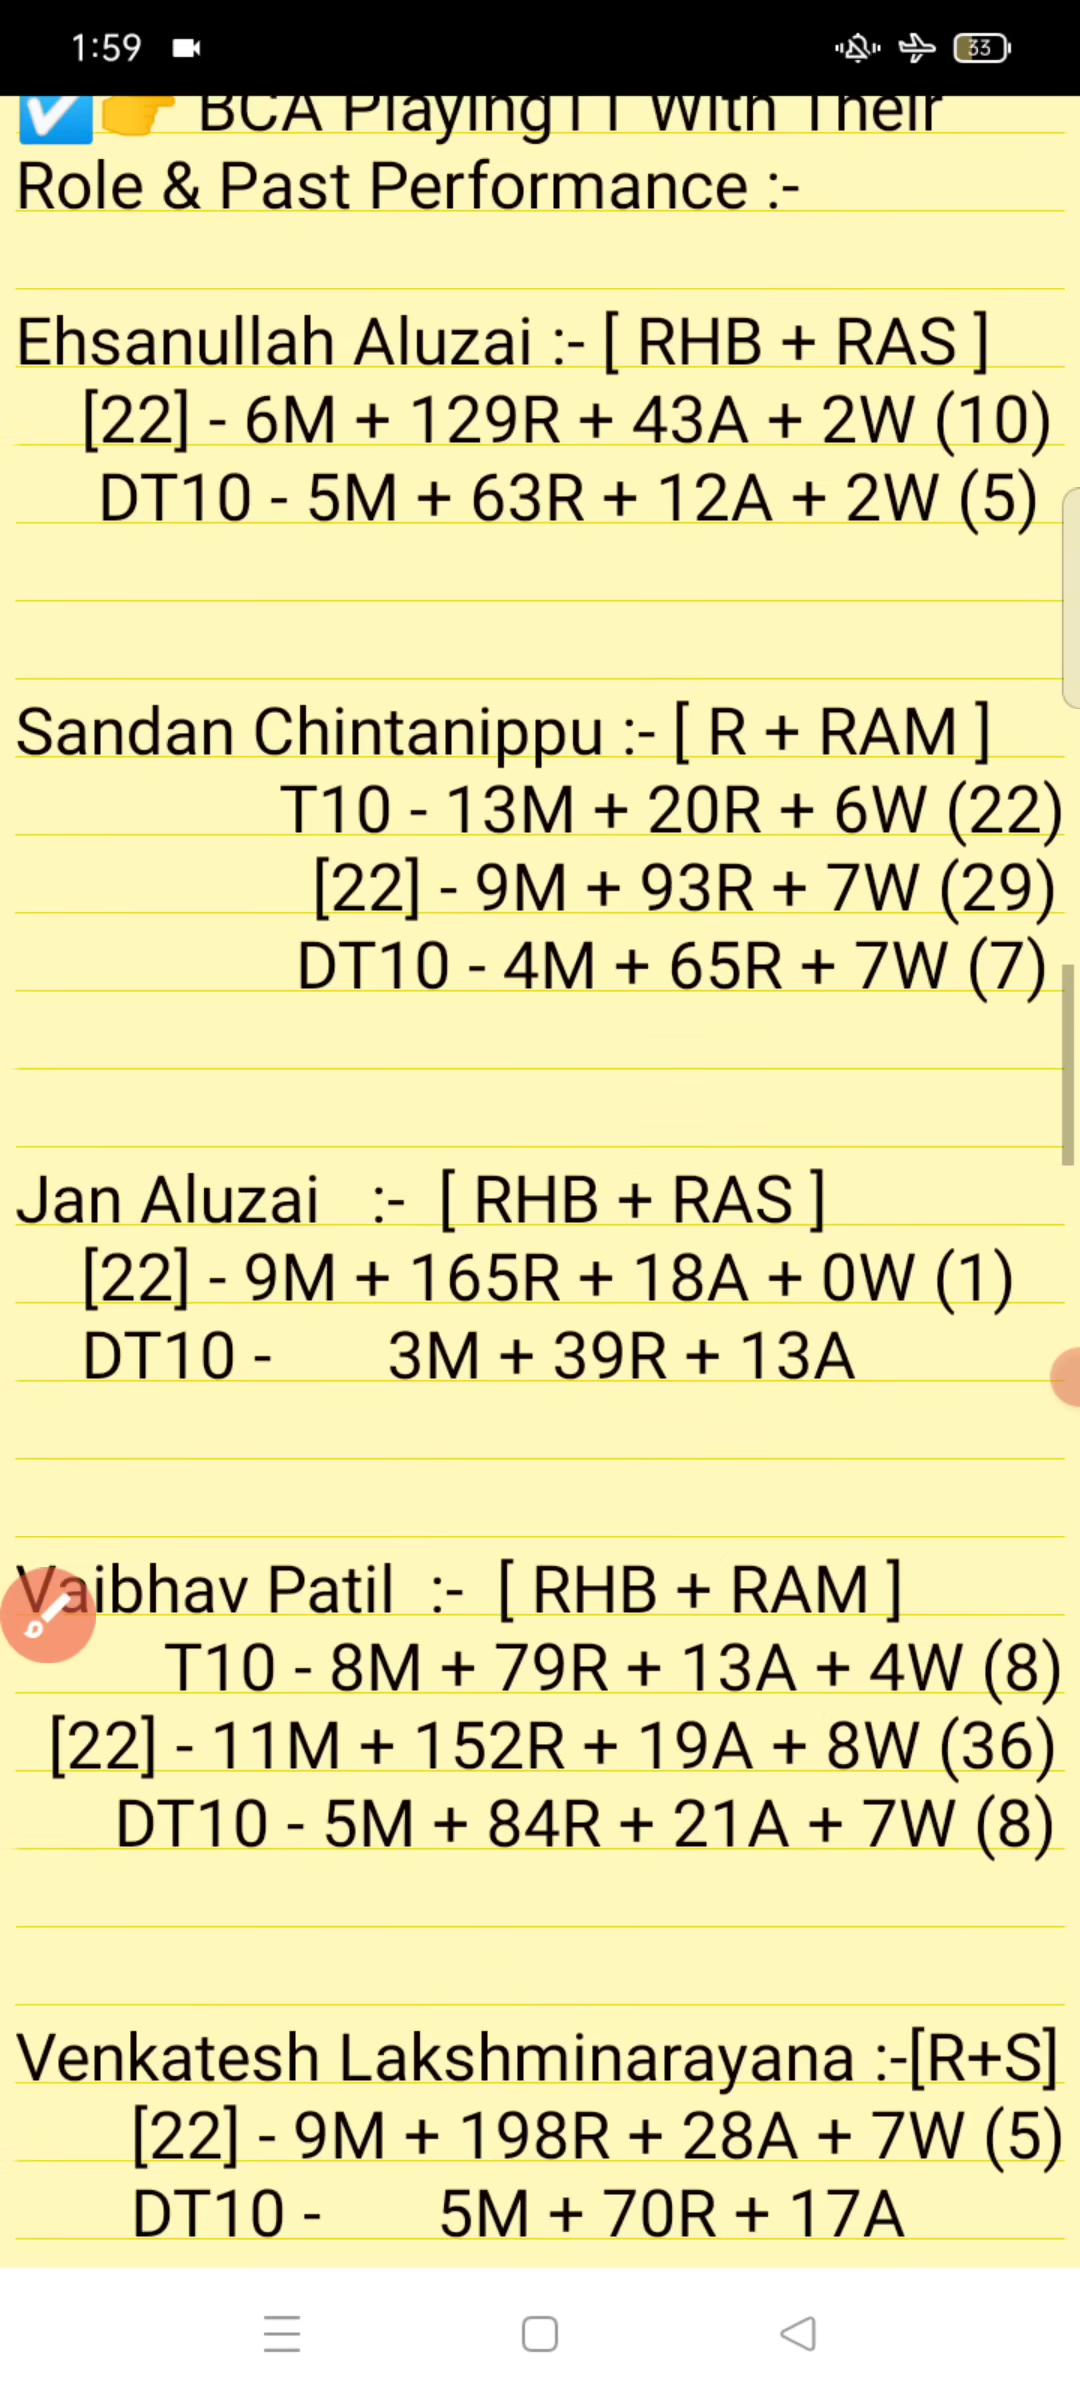 1:59
33
BCA Playing11 With Their
Role & Past Performance :-
Ehsanullah Aluzai :- [ RHB + RAS ]
[22] - 6M + 129R + 43A + 2W (10)
DT10 - 5M + 63R + 12A + 2W (5)
Sandan Chintanippu :- [ R + RAM ]
T10 - 13M + 20R + 6W (22)
[22] - 9M + 93R + 7W (29)
DT10 - 4M + 65R + 7W (7)
Jan Aluzai :- [ RHB + RAS ]
[22] - 9M + 165R + 18A + 0W (1)
DT10 - 3M + 39R + 13A
Vaibhav Patil :- [ RHB + RAM ]
T10 - 8M + 79R + 13A + 4W (8)
[22] - 11M + 152R + 19A + 8W (36)
DT10 - 5M + 84R + 21A + 7W (8)
Venkatesh Lakshminarayana :-[R+S]
[22] - 9M + 198R + 28A + 7W (5)
DT10 - 5M + 70R + 17A